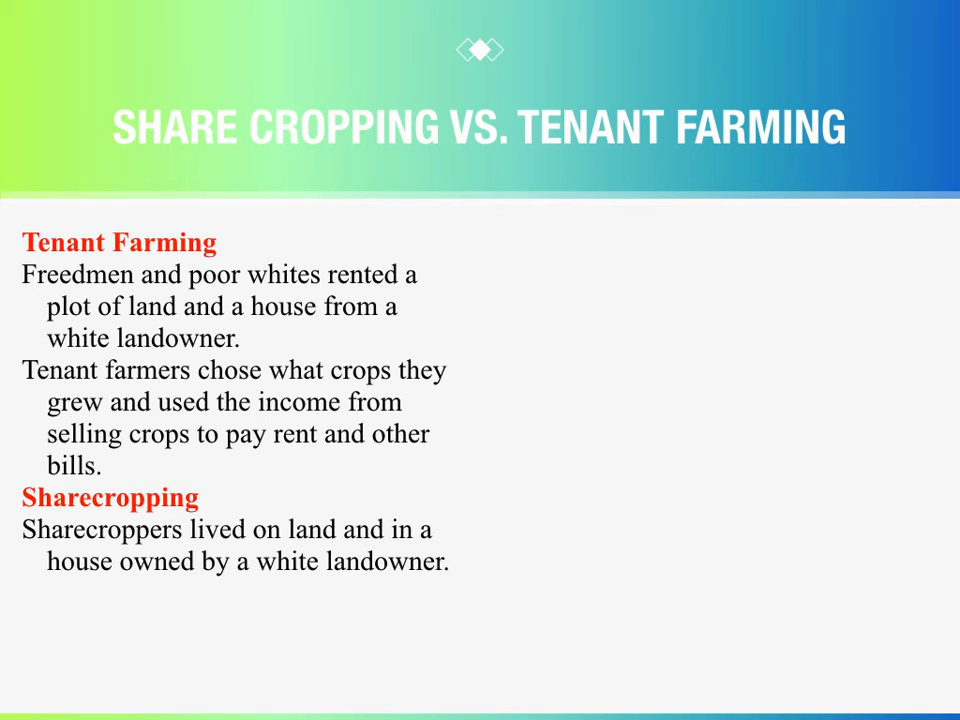 SHARE CROPPING VS. TENANT FARMING
Tenant Farming
Freedmen and poor whites rented a
plot of land and a house from a
white landowner.
Tenant farmers chose what crops they
grew and used the income from
selling crops to pay rent and other
bills.
Sharecropping
Sharecroppers lived on land and in a
house owned by a white landowner.